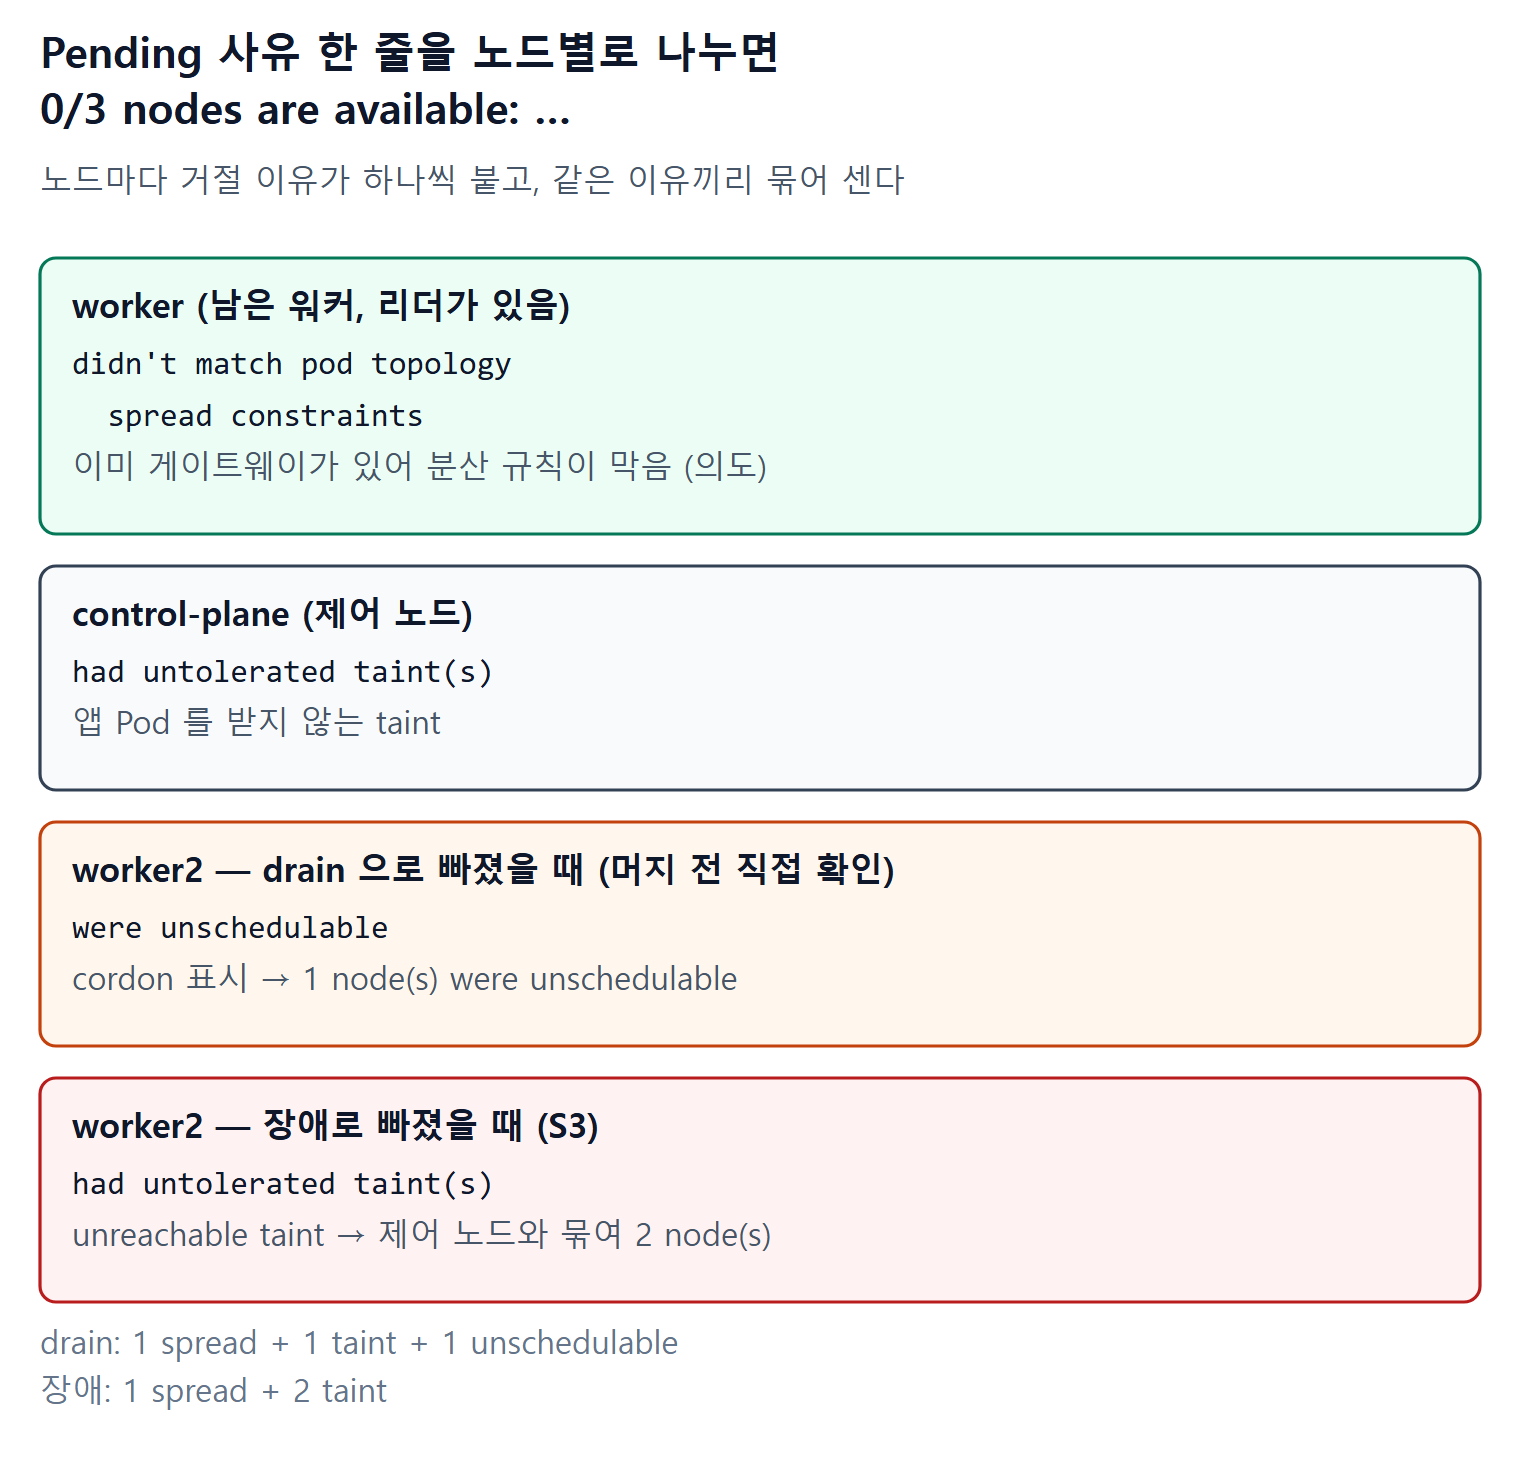 Pending 사유 한 줄을 노드별로 나누면
0/3 nodes are available: ...
노드마다 거절 이유가 하나씩 붙고, 같은 이유끼리 묶어 센다
worker (남은 워커, 리더가 있음)
didn't match pod topology
spread constraints
이미 게이트웨이가 있어 분산 규칙이 막음 (의도)
control-plane (제어 노드)
had untolerated taint(s)
앱 Pod 를 받지 않는 taint
worker2 — drain 으로 빠졌을 때 (머지 전 직접 확인)
were unschedulable
cordon 표시 → 1 node(s) were unschedulable
worker2 — 장애로 빠졌을 때 (S3)
had untolerated taint(s)
unreachable taint → 제어 노드와 묶여 2 node(s)
drain: 1 spread + 1 taint + 1 unschedulable
장애: 1 spread + 2 taint